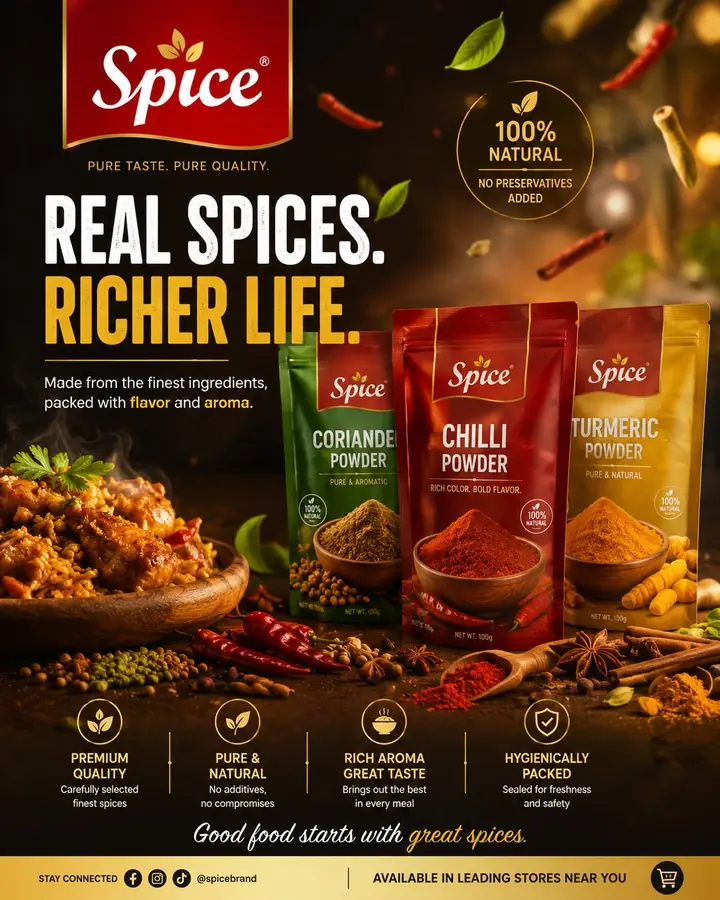 Spice®
PURE TASTE. PURE QUALITY.
100%
NATURAL
NO PRESERVATIVES
ADDED
REAL SPICES.
RICHER LIFE.
Made from the finest ingredients,
packed with flavor and aroma.
Spice
CORIANDE
POWDER
PURE & AROMATIC
100%
NATURAL
NET WT. 100g
Spice
CHILLI
POWDER
RICH COLOR. BOLD FLAVOR.
100%
NATURAL
NET WT. 100g
Spice
TURMERIC
POWDER
PURE & NATURAL
100%
NATURAL
NET WT. 100g
PREMIUM
QUALITY
Carefully selected
finest spices
PURE &
NATURAL
No additives,
no compromises
RICH AROMA
GREAT TASTE
Brings out the best
in every meal
HYGIENICALLY
PACKED
Sealed for freshness
and safety
Good food starts with great spices.
STAY CONNECTED @spicebrand
AVAILABLE IN LEADING STORES NEAR YOU